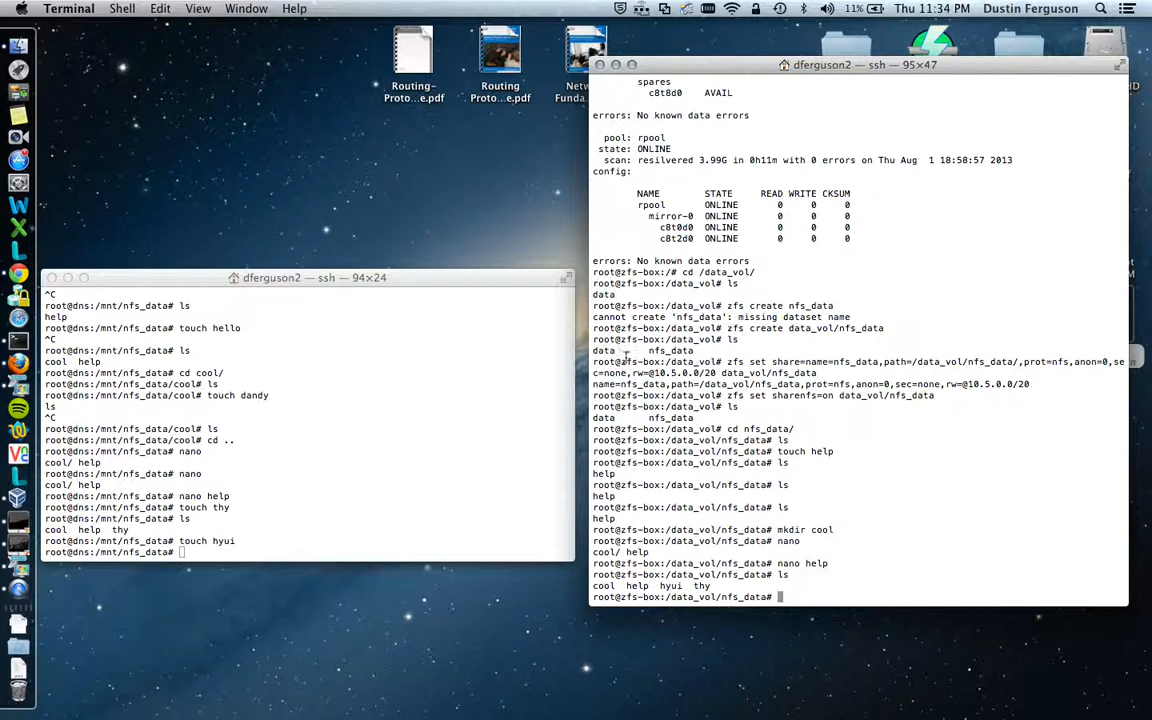 Terminal Shell Edit View Window Help
11% Thu 11:34 PM Dustin Ferguson
Routing-
Proto...e.pdf
Routing
Proto...e.pdf
Netw
Funda.
HD
dferguson2 — ssh — 94×24
^C
root@dns:/mnt/nfs_data# ls
help
root@dns:/mnt/nfs_data# touch hello
^C
root@dns:/mnt/nfs_data# ls
cool help
root@dns:/mnt/nfs_data# cd cool/
root@dns:/mnt/nfs_data/cool# ls
root@dns:/mnt/nfs_data/cool# touch dandy
ls
^C
root@dns:/mnt/nfs_data/cool# ls
root@dns:/mnt/nfs_data/cool# cd ..
root@dns:/mnt/nfs_data# nano
cool/ help
root@dns:/mnt/nfs_data# nano
cool/ help
root@dns:/mnt/nfs_data# nano help
root@dns:/mnt/nfs_data# touch thy
root@dns:/mnt/nfs_data# ls
cool help thy
root@dns:/mnt/nfs_data# touch hyui
root@dns:/mnt/nfs_data#
dferguson2 — ssh — 95×47
spares
c8t8d0 AVAIL
errors: No known data errors
pool: rpool
state: ONLINE
scan: resilvered 3.99G in 0h11m with 0 errors on Thu Aug 1 18:58:57 2013
config:
NAME STATE READ WRITE CKSUM
rpool ONLINE 0 0 0
mirror-0 ONLINE 0 0 0
c8t0d0 ONLINE 0 0 0
c8t2d0 ONLINE 0 0 0
errors: No known data errors
root@zfs-box:/# cd /data_vol/
root@zfs-box:/data_vol# ls
data
root@zfs-box:/data_vol# zfs create nfs_data
cannot create 'nfs_data': missing dataset name
root@zfs-box:/data_vol# zfs create data_vol/nfs_data
root@zfs-box:/data_vol# ls
data nfs_data
root@zfs-box:/data_vol# zfs set share=name=nfs_data,path=/data_vol/nfs_data/,prot=nfs,anon=0,se
c=none,rw=@10.5.0.0/20 data_vol/nfs_data
name=nfs_data,path=/data_vol/nfs_data,prot=nfs,anon=0,sec=none,rw=@10.5.0.0/20
root@zfs-box:/data_vol# zfs set sharenfs=on data_vol/nfs_data
root@zfs-box:/data_vol# ls
data nfs_data
root@zfs-box:/data_vol# cd nfs_data/
root@zfs-box:/data_vol/nfs_data# ls
root@zfs-box:/data_vol/nfs_data# touch help
root@zfs-box:/data_vol/nfs_data# ls
help
root@zfs-box:/data_vol/nfs_data# ls
help
root@zfs-box:/data_vol/nfs_data# ls
help
root@zfs-box:/data_vol/nfs_data# mkdir cool
root@zfs-box:/data_vol/nfs_data# nano
cool/ help
root@zfs-box:/data_vol/nfs_data# nano help
root@zfs-box:/data_vol/nfs_data# ls
cool help hyui thy
root@zfs-box:/data_vol/nfs_data#